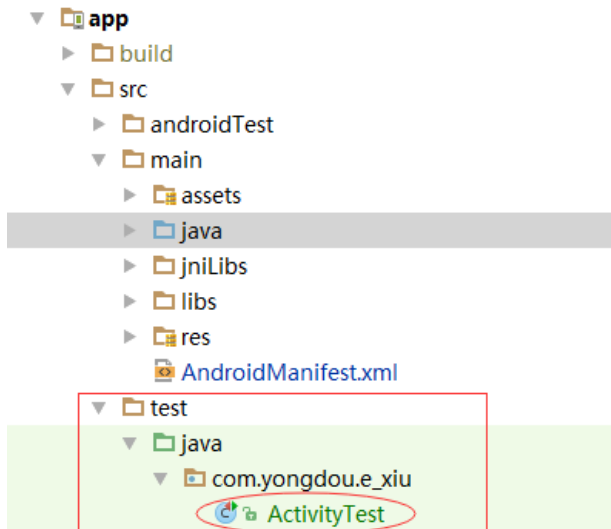 app
build
src
androidTest
main
assets
java
jniLibs
libs
res
AndroidManifest.xml
test
java
com.yongdou.e_xiu
ActivityTest